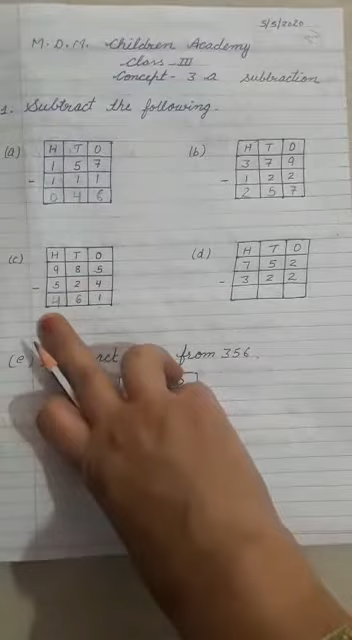 5/5/2020
M. D. M. Children Academy
Class - III
Concept - 3.2 Subtraction
1. Subtract the following.
(a)
H T O
1 5 7
- 1 1 1
0 4 6
(b)
H T O
3 7 9
- 1 2 2
2 5 7
(c)
H T O
9 8 5
- 5 2 4
4 6 1
(d)
H T O
7 5 2
- 3 2 2
(e) from 356.